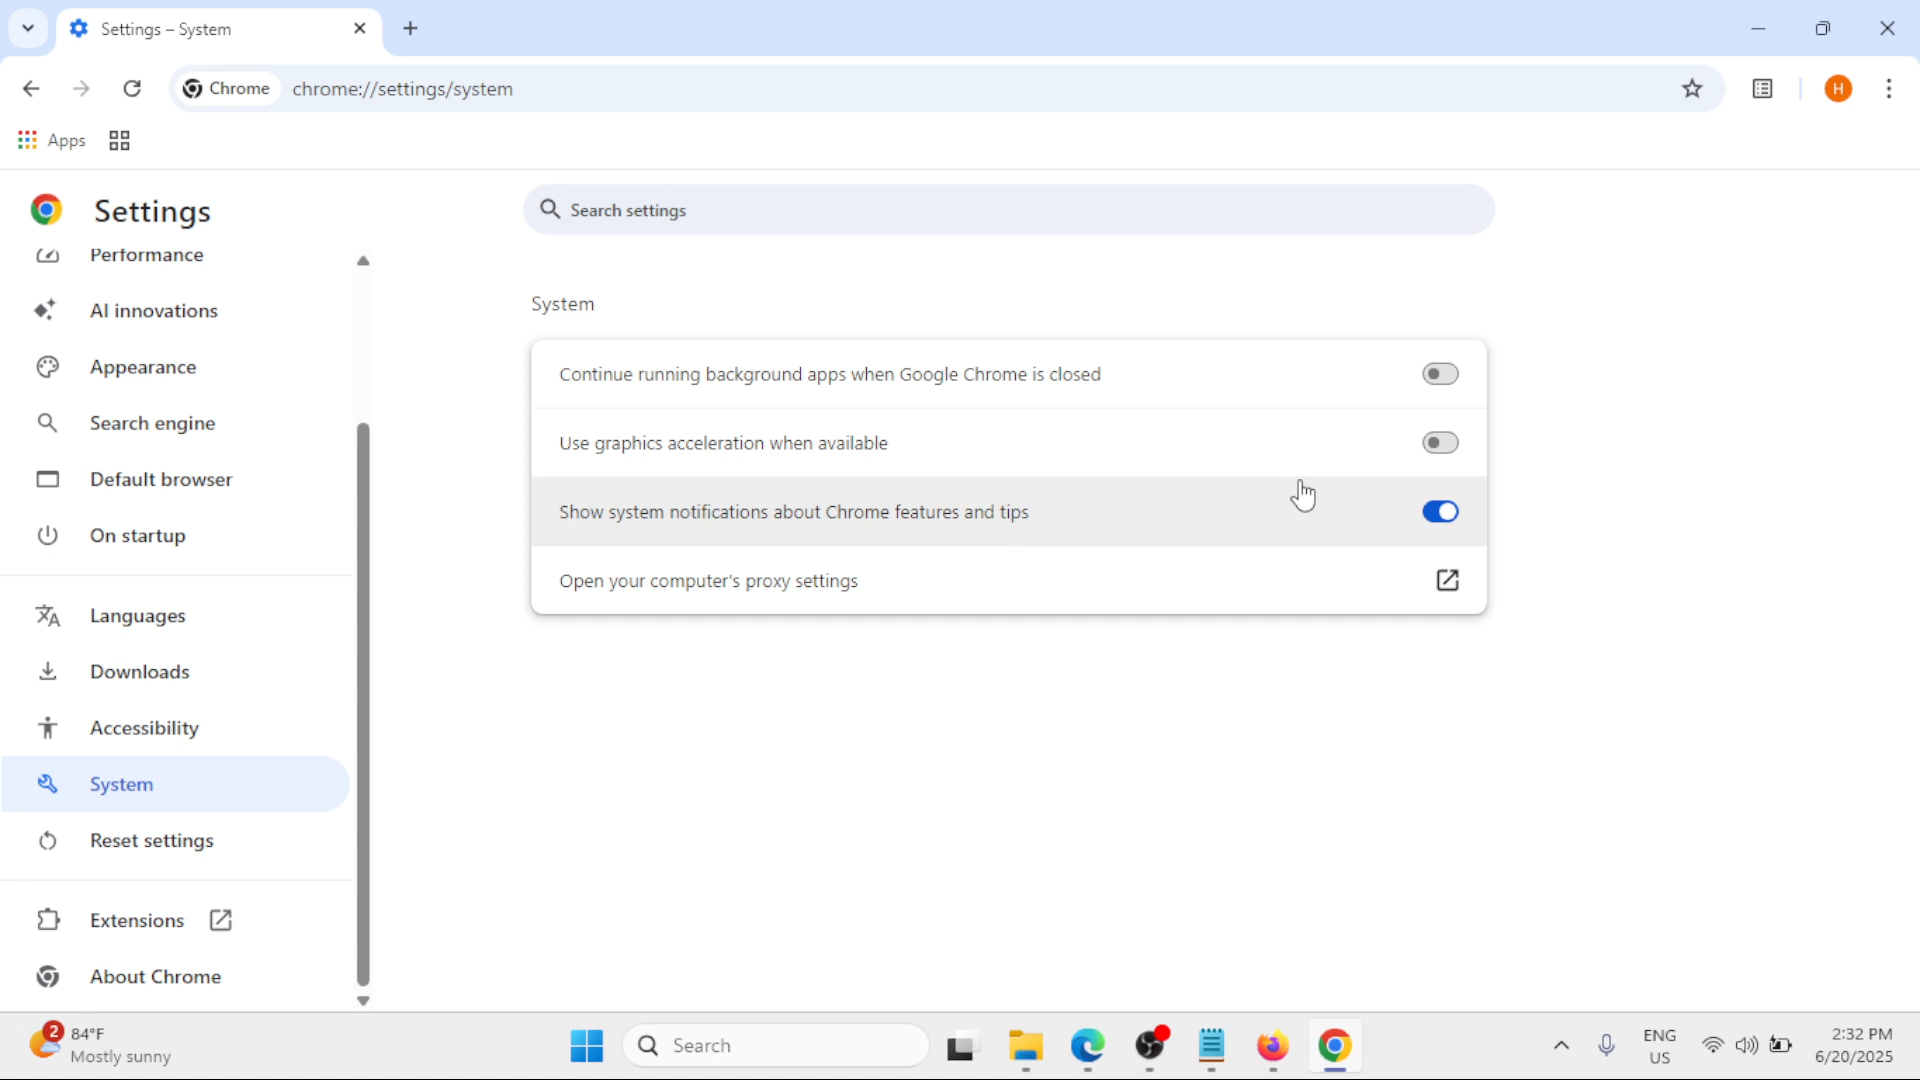 Settings – System
Chrome
chrome://settings/system
H
Apps
Settings
Search settings
Performance
AI innovations
Appearance
Search engine
Default browser
On startup
Languages
Downloads
Accessibility
System
Reset settings
Extensions
About Chrome
System
Continue running background apps when Google Chrome is closed
Use graphics acceleration when available
Show system notifications about Chrome features and tips
Open your computer's proxy settings
2
84°F
Mostly sunny
Search
ENG
US
2:32 PM
6/20/2025